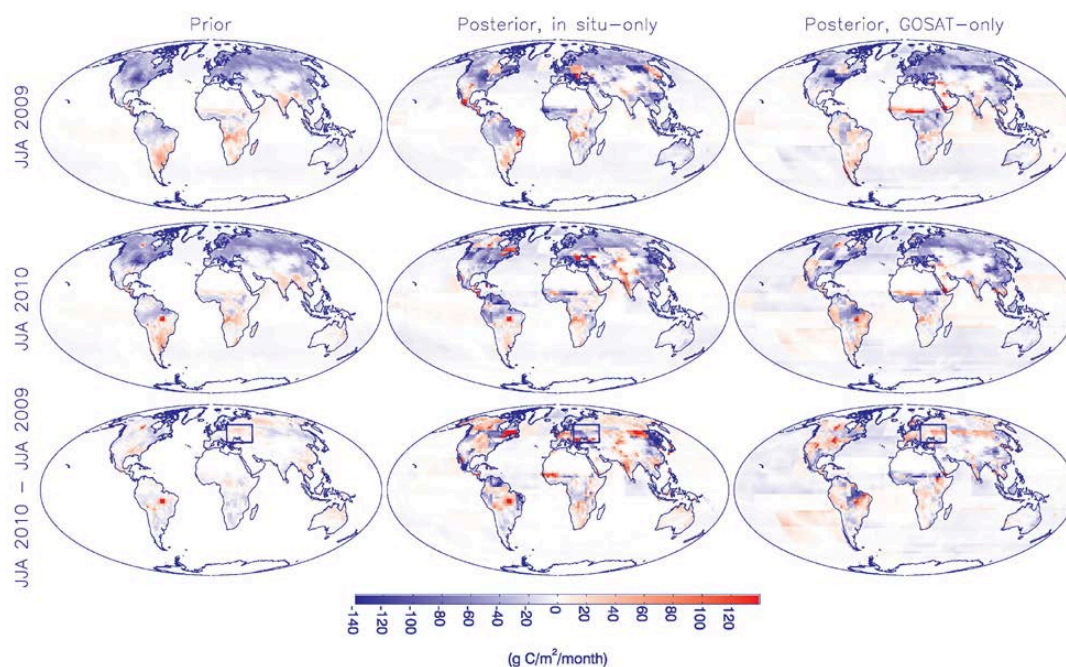 Prior
Posterior, in situ-only
Posterior, GOSAT-only
JJA 2009
JJA 2010
JJA 2010 - JJA 2009
-140
-120
-100
-80
-60
-40
-20
0
20
40
60
80
100
120
(g C/m²/month)